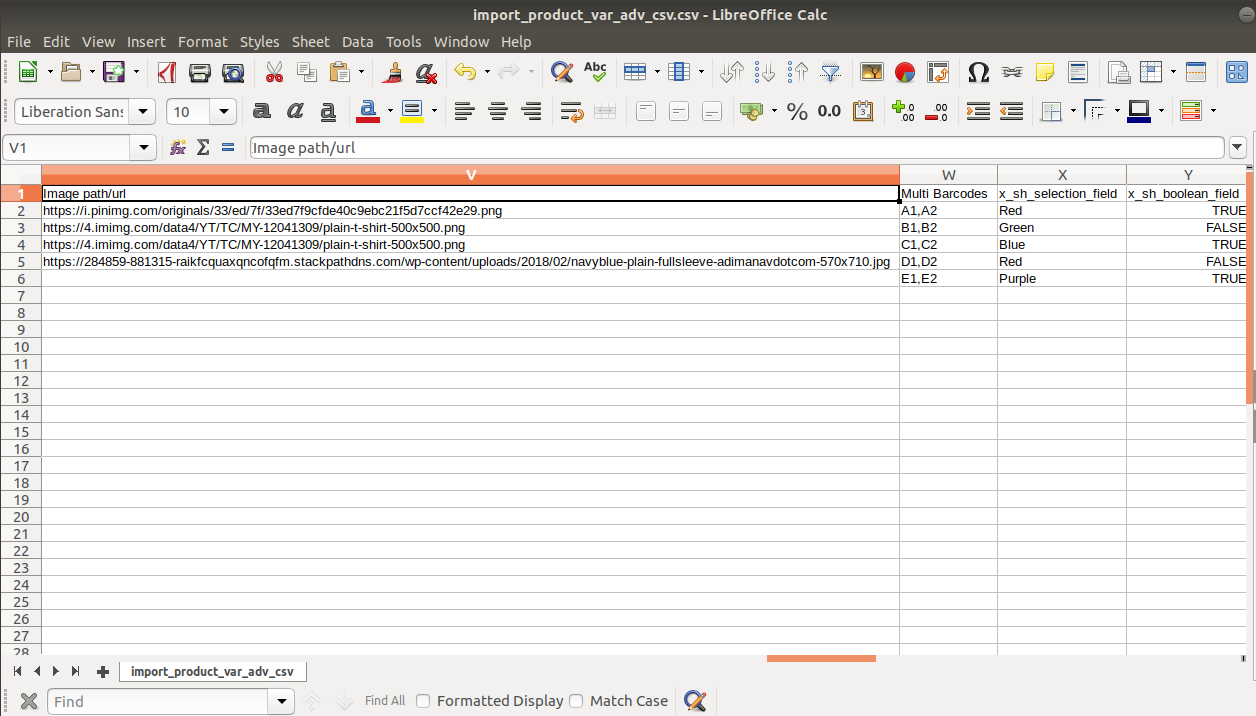 import_product_var_adv_csv.csv - LibreOffice Calc
File Edit View Insert Format Styles Sheet Data Tools Window Help
Abc
Liberation Sans 10 a a a a % 0.0
V1 Σ = Image path/url
V W X Y
1 Image path/url Multi Barcodes x_sh_selection_field x_sh_boolean_field
2 https://i.pinimg.com/originals/33/ed/7f/33ed7f9cfde40c9ebc21f5d7ccf42e29.png A1,A2 Red TRUE
3 https://4.imimg.com/data4/YT/TC/MY-12041309/plain-t-shirt-500x500.png B1,B2 Green FALSE
4 https://4.imimg.com/data4/YT/TC/MY-12041309/plain-t-shirt-500x500.png C1,C2 Blue TRUE
5 https://284859-881315-raikfcquaxqncofqfm.stackpathdns.com/wp-content/uploads/2018/02/navyblue-plain-fullsleeve-adimanavdotcom-570x710.jpg D1,D2 Red FALSE
6 E1,E2 Purple TRUE
7
8
9
10
11
12
13
14
15
16
17
18
19
20
21
22
23
24
25
26
27
28
import_product_var_adv_csv
Find Find All Formatted Display Match Case